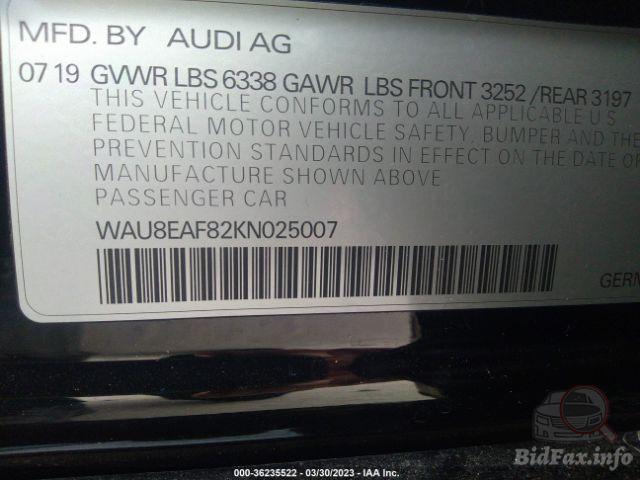 MFD. BY AUDI AG
07 19 GVWR LBS 6338 GAWR LBS FRONT 3252 /REAR 3197
THIS VEHICLE CONFORMS TO ALL APPLICABLE U S
FEDERAL MOTOR VEHICLE SAFETY, BUMPER AND THE
PREVENTION STANDARDS IN EFFECT ON THE DATE OF
MANUFACTURE SHOWN ABOVE
PASSENGER CAR
WAU8EAF82KN025007
GERM
000-36235522 - 03/30/2023 - IAA Inc.
BidFax.info